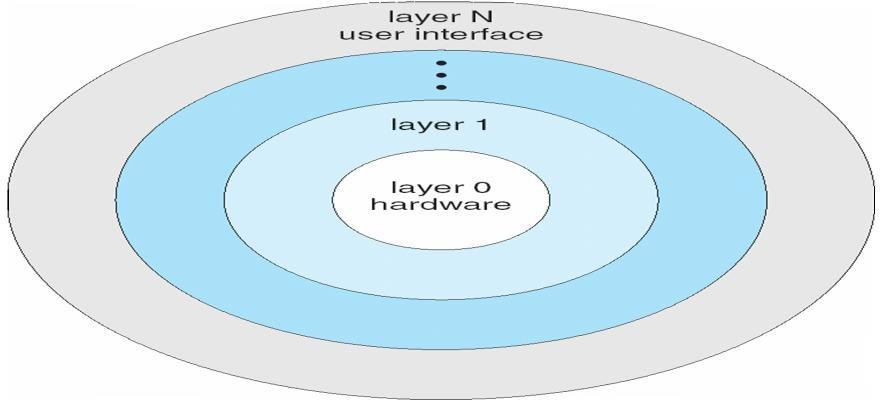 layer N
user interface
layer 1
layer 0
hardware